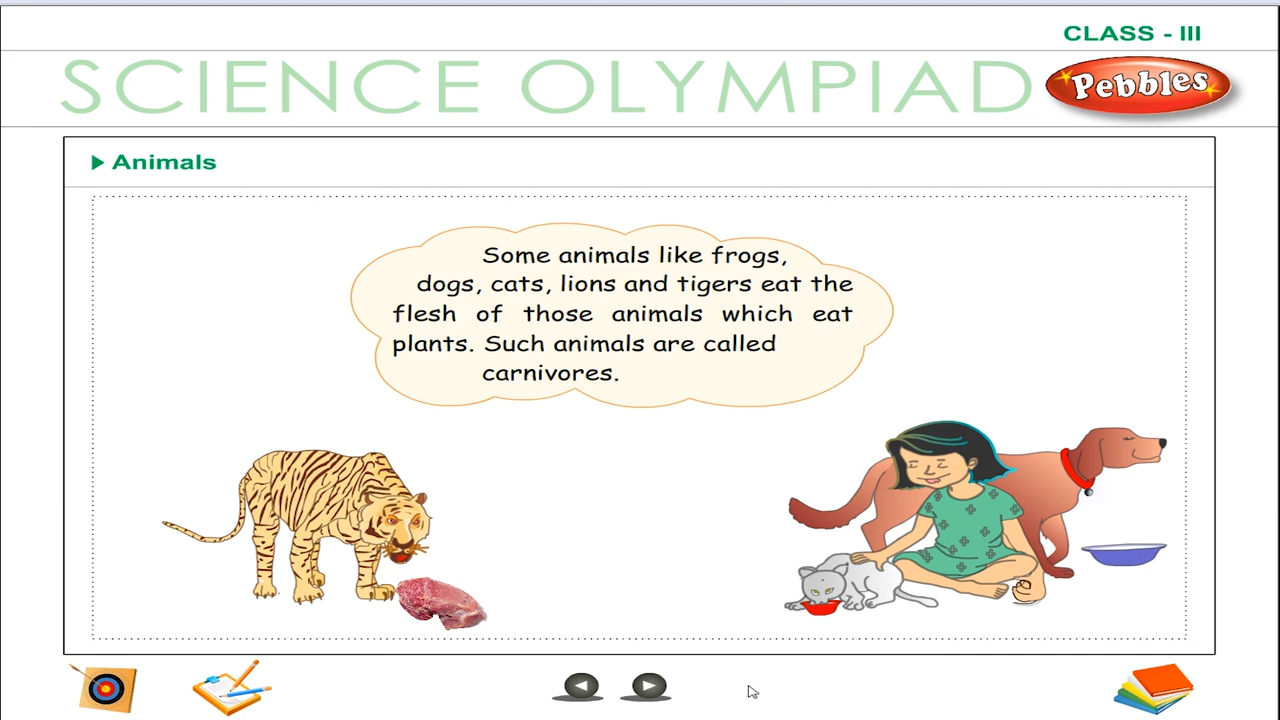 CLASS - III
SCIENCE OLYMPIAD
Pebbles
Animals
Some animals like frogs,
dogs, cats, lions and tigers eat the
flesh of those animals which eat
plants. Such animals are called
carnivores.